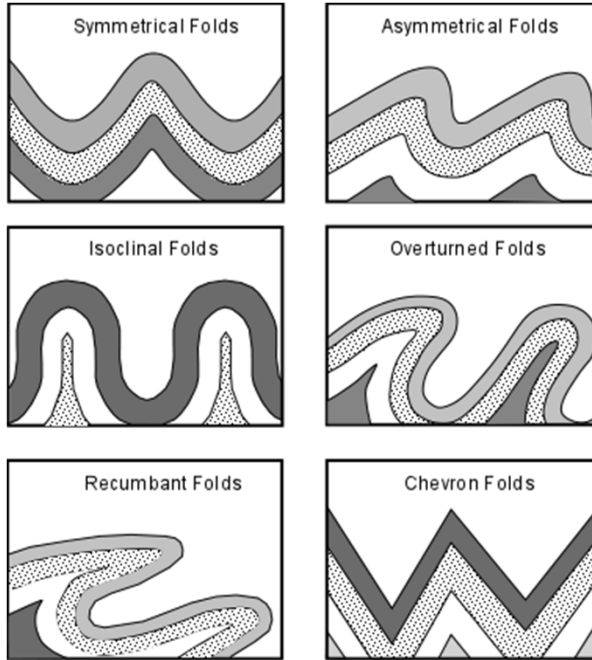 Symmetrical Folds
Asymmetrical Folds
Isoclinal Folds
Overturned Folds
Recumbant Folds
Chevron Folds